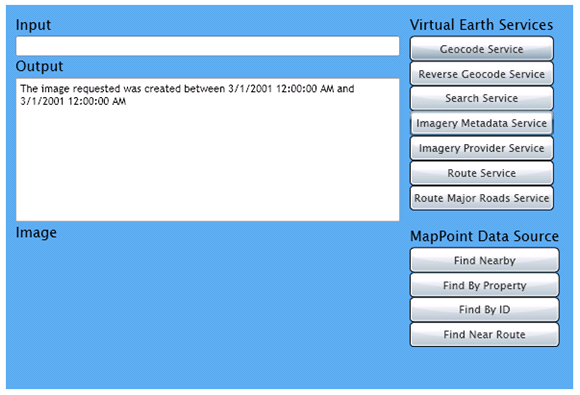 Input
Output
The image requested was created between 3/1/2001 12:00:00 AM and
3/1/2001 12:00:00 AM
Image
Virtual Earth Services
Geocode Service
Reverse Geocode Service
Search Service
Imagery Metadata Service
Imagery Provider Service
Route Service
Route Major Roads Service
MapPoint Data Source
Find Nearby
Find By Property
Find By ID
Find Near Route